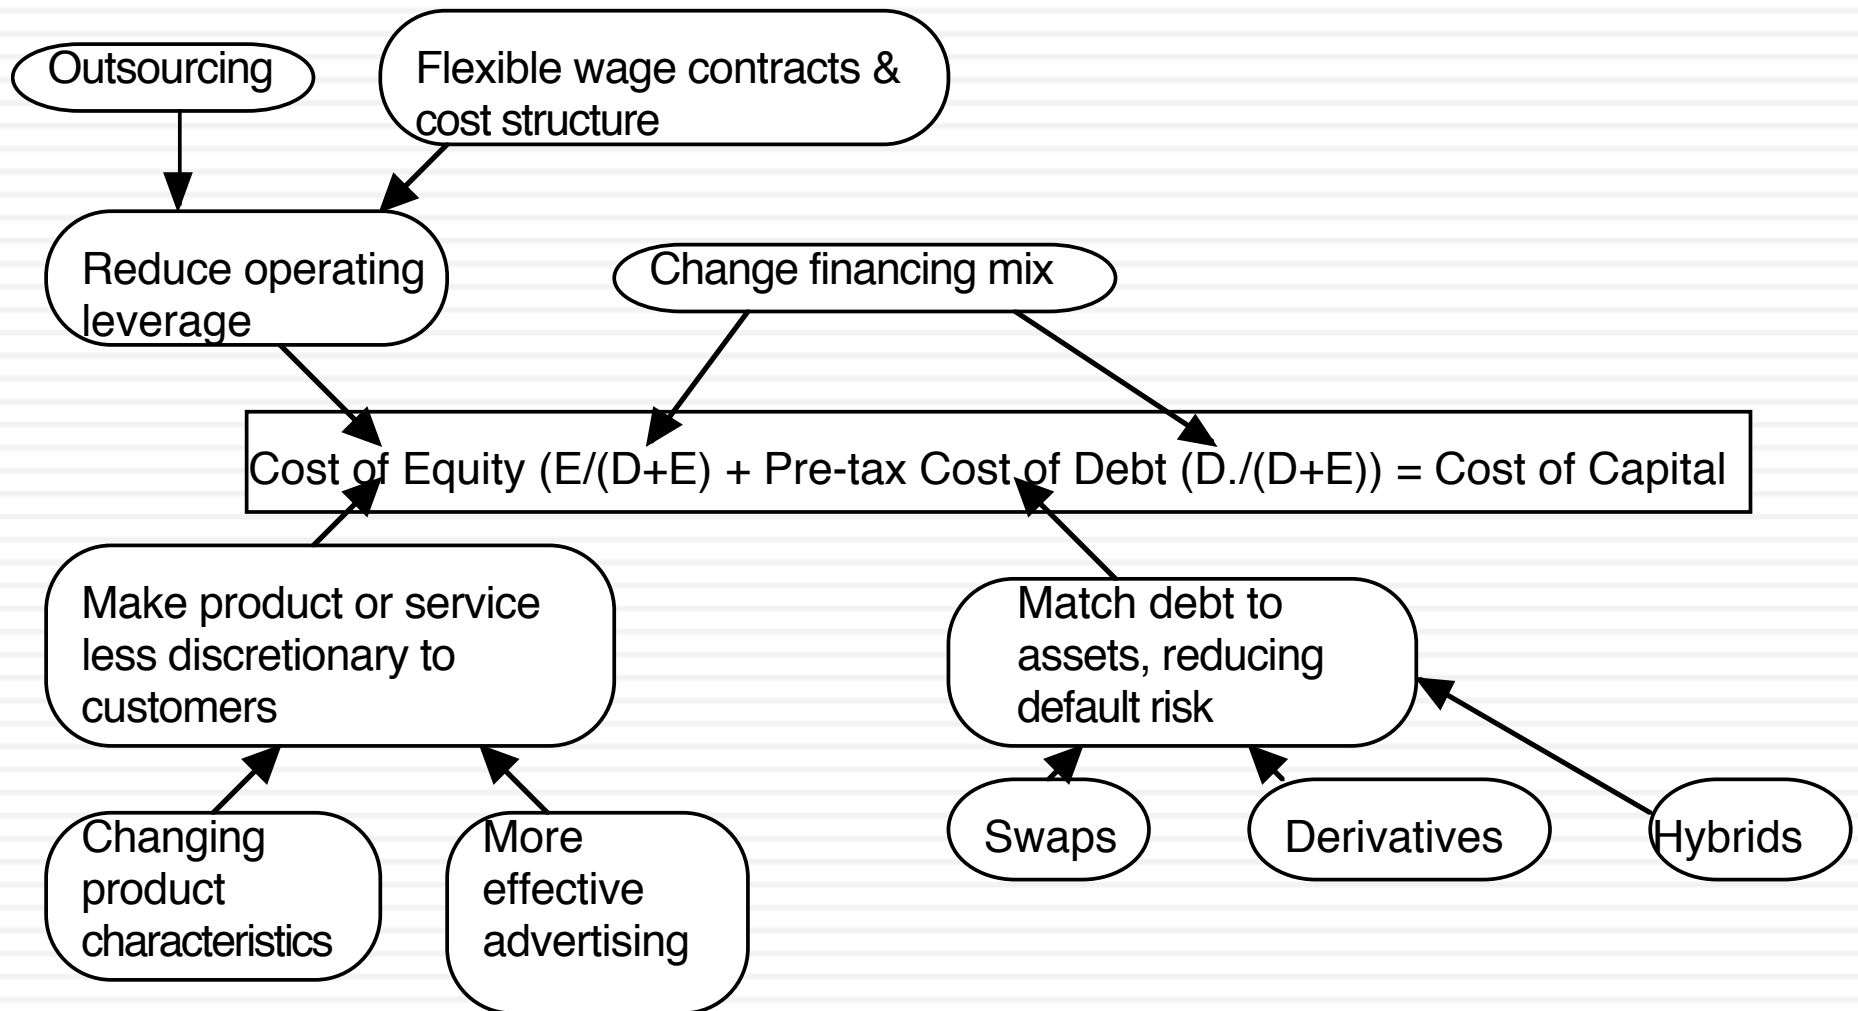 Outsourcing
Flexible wage contracts &
cost structure
Reduce operating
leverage
Change financing mix
Cost of Equity (E/(D+E) + Pre-tax Cost of Debt (D./(D+E)) = Cost of Capital
Make product or service
less discretionary to
customers
Match debt to
assets, reducing
default risk
Changing
product
characteristics
More
effective
advertising
Swaps
Derivatives
Hybrids